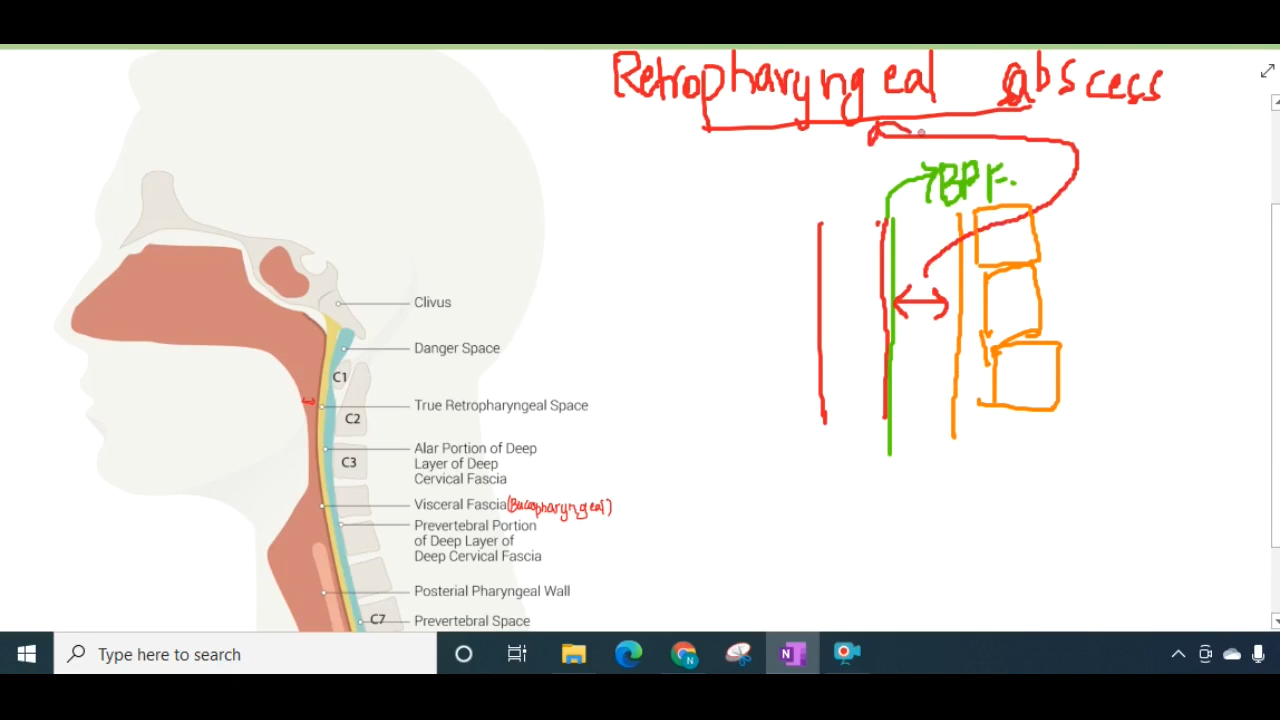 Retropharyngeal abscess
BPF.
Clivus
Danger Space
C1
True Retropharyngeal Space
C2
Alar Portion of Deep
Layer of Deep
Cervical Fascia
C3
Visceral Fascia (Buccopharyngeal)
Prevertebral Portion
of Deep Layer of
Deep Cervical Fascia
Posterial Pharyngeal Wall
C7
Prevertebral Space
Type here to search